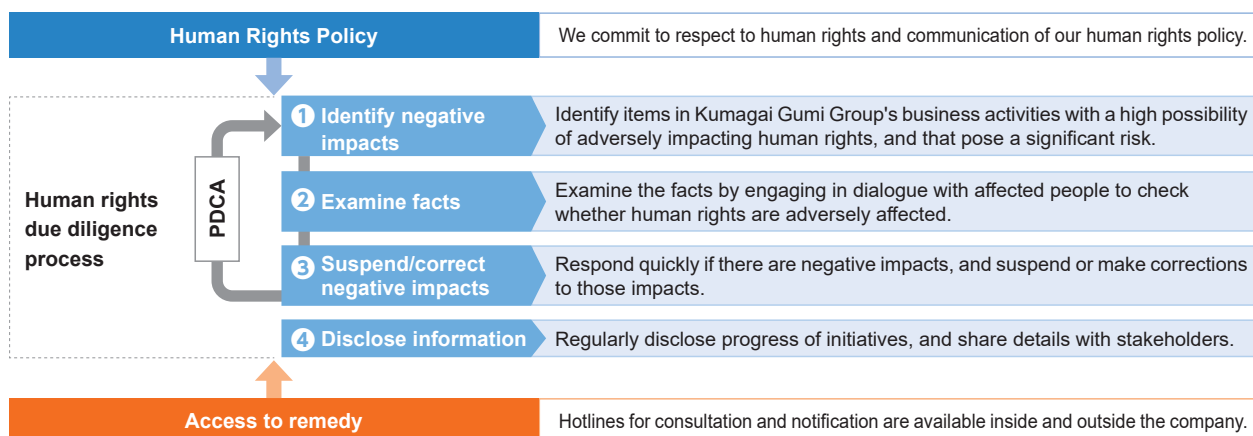 Human Rights Policy
We commit to respect to human rights and communication of our human rights policy.
Human rights
due diligence
process
PDCA
1 Identify negative
impacts
Identify items in Kumagai Gumi Group's business activities with a high possibility
of adversely impacting human rights, and that pose a significant risk.
2 Examine facts
Examine the facts by engaging in dialogue with affected people to check
whether human rights are adversely affected.
3 Suspend/correct
negative impacts
Respond quickly if there are negative impacts, and suspend or make corrections
to those impacts.
4 Disclose information
Regularly disclose progress of initiatives, and share details with stakeholders.
Access to remedy
Hotlines for consultation and notification are available inside and outside the company.